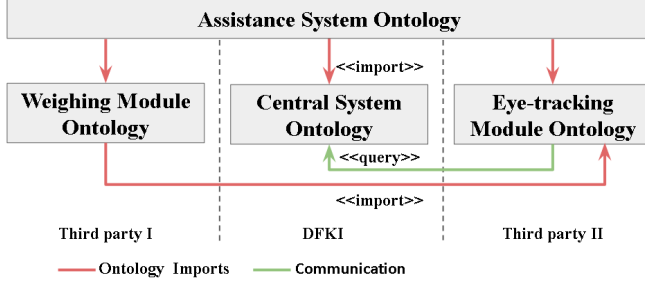 Assistance System Ontology
<<import>>
Weighing Module
Ontology
Central System
Ontology
Eye-tracking
Module Ontology
<<query>>
<<import>>
Third party I
DFKI
Third party II
Ontology Imports
Communication